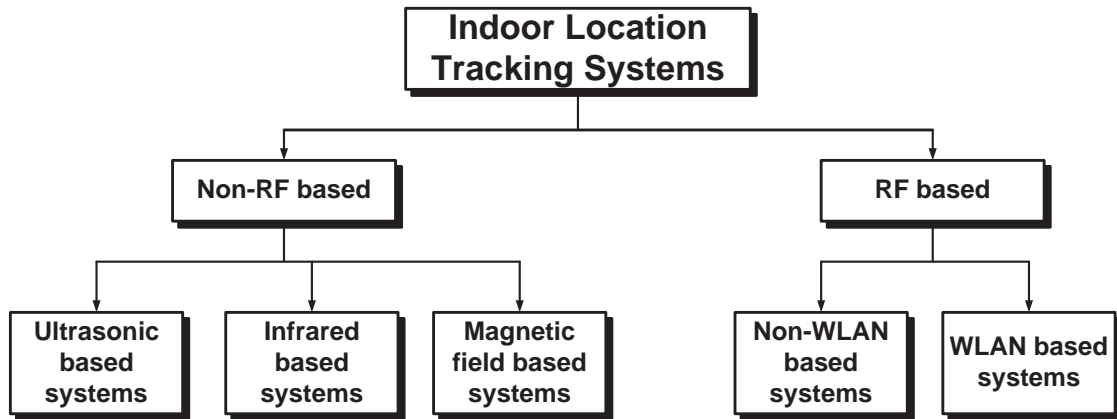 Indoor Location
Tracking Systems
Non-RF based
RF based
Ultrasonic
based
systems
Infrared
based
systems
Magnetic
field based
systems
Non-WLAN
based
systems
WLAN based
systems